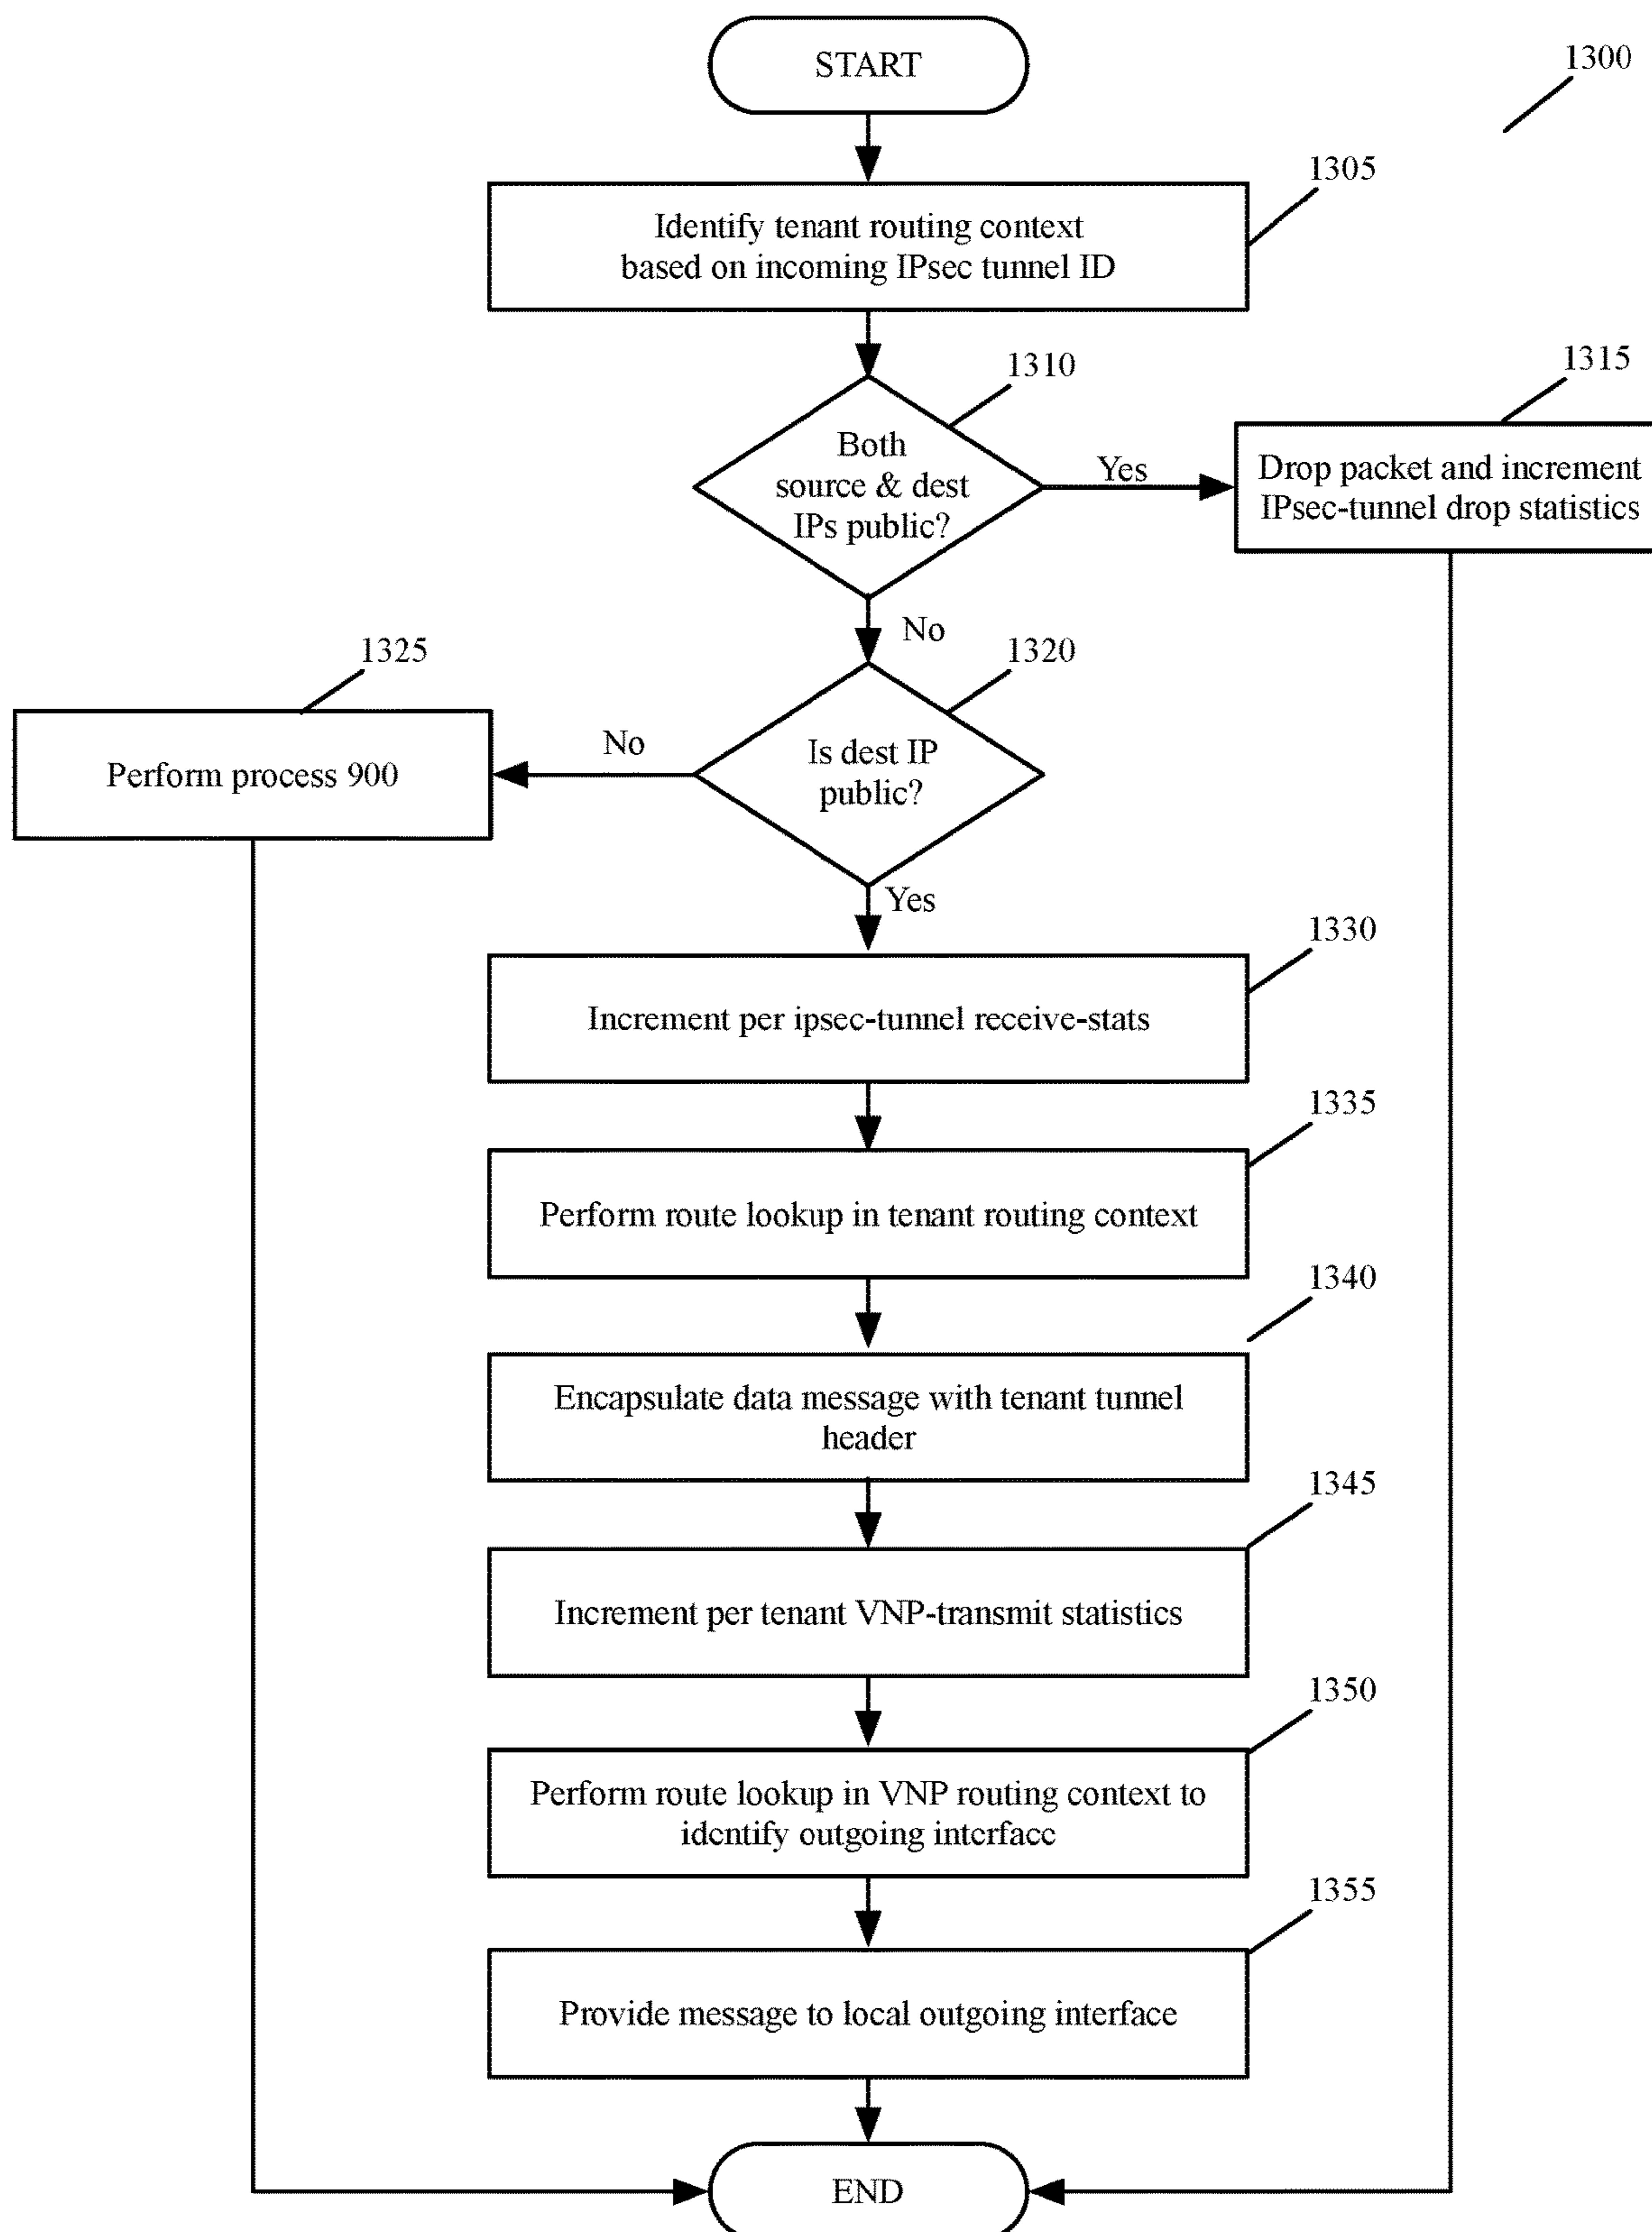 START
1300
1305
Identify tenant routing context
based on incoming IPsec tunnel ID
1310
1315
Both
source & dest
IPs public?
Yes
Drop packet and increment
IPsec-tunnel drop statistics
No
1320
1325
No
Is dest IP
public?
Perform process 900
Yes
1330
Increment per ipsec-tunnel receive-stats
1335
Perform route lookup in tenant routing context
1340
Encapsulate data message with tenant tunnel
header
1345
Increment per tenant VNP-transmit statistics
1350
Perform route lookup in VNP routing context to
identify outgoing interface
1355
Provide message to local outgoing interface
END